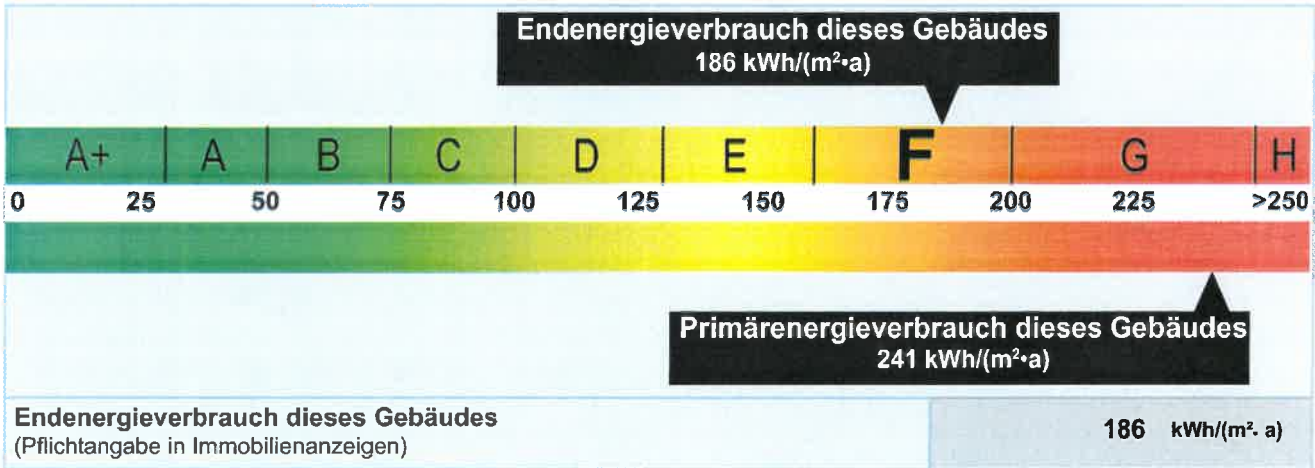 Endenergieverbrauch dieses Gebäudes
186 kWh/(m²•a)
A+ A B C D E F G H
0 25 50 75 100 125 150 175 200 225 >250
Primärenergieverbrauch dieses Gebäudes
241 kWh/(m²•a)
Endenergieverbrauch dieses Gebäudes
(Pflichtangabe in Immobilienanzeigen)
186 kWh/(m². a)